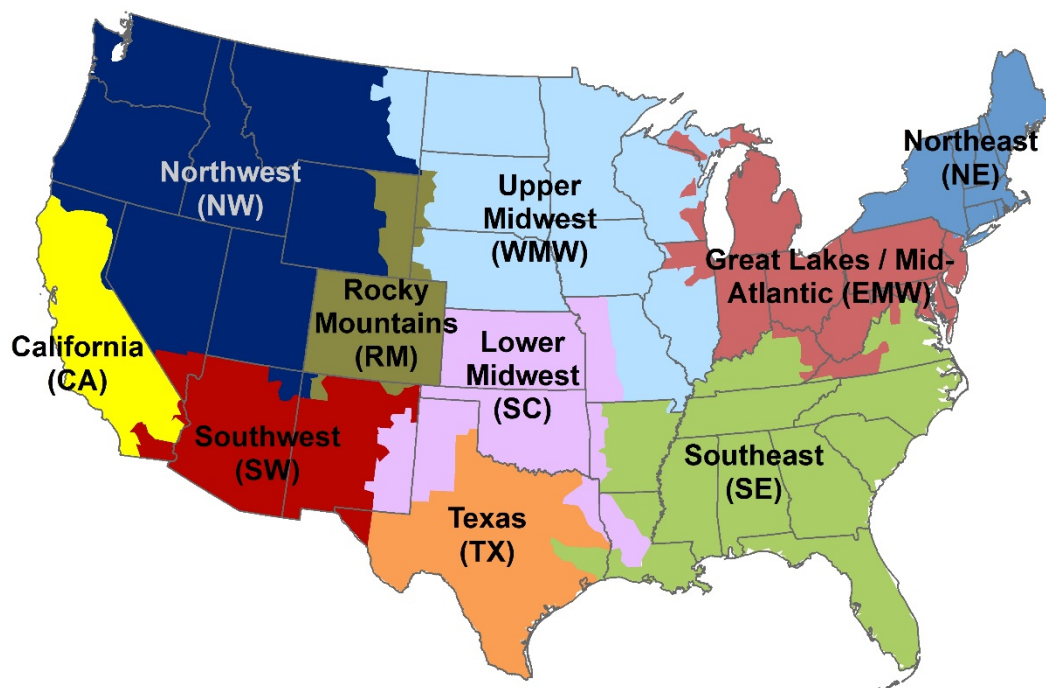 Northeast
(NE)
Northwest
(NW)
Upper
Midwest
(WMW)
Great Lakes / Mid-
Atlantic (EMW)
Rocky
Mountains
(RM)
California
(CA)
Lower
Midwest
(SC)
Southwest
(SW)
Southeast
(SE)
Texas
(TX)